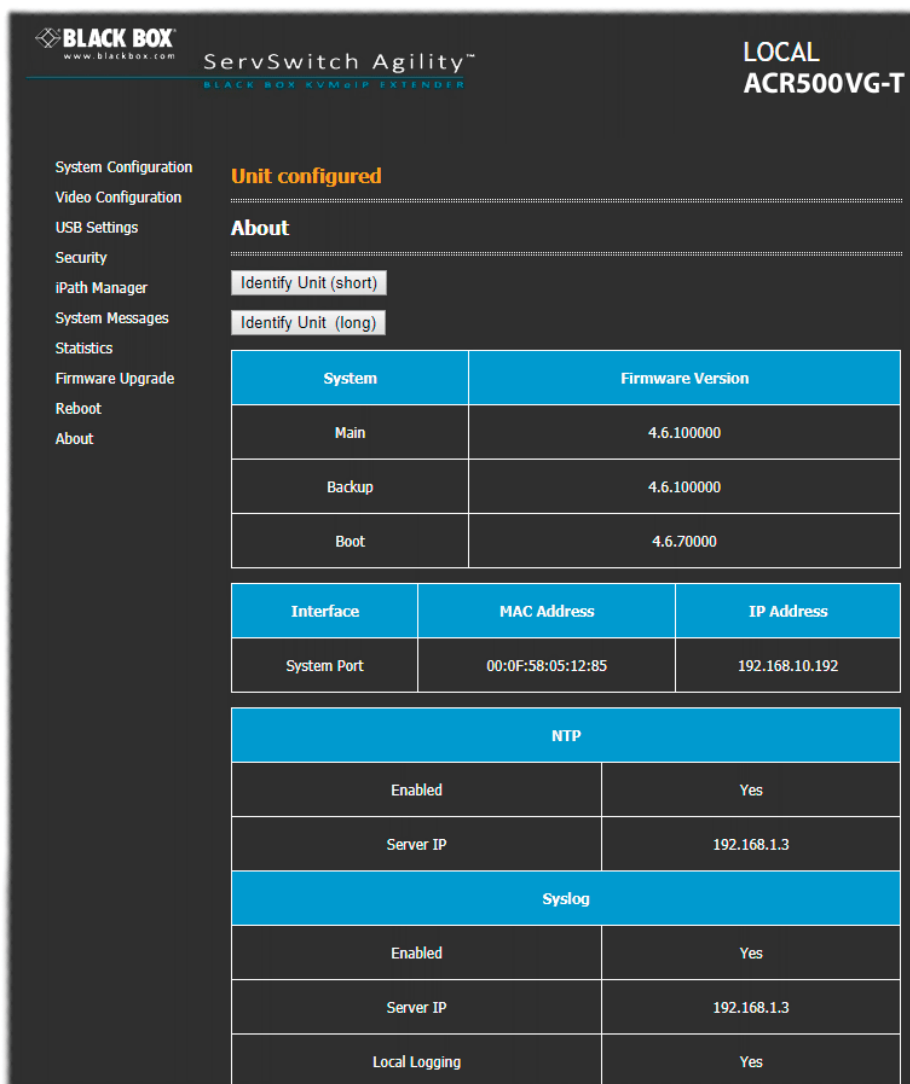 BLACK BOX
www.blackbox.com
ServSwitch Agility™
BLACK BOX KVMoIP EXTENDER
LOCAL
ACR500VG-T
System Configuration
Video Configuration
USB Settings
Security
iPath Manager
System Messages
Statistics
Firmware Upgrade
Reboot
About
Unit configured
About
Identify Unit (short)
Identify Unit (long)
System Firmware Version
Main 4.6.100000
Backup 4.6.100000
Boot 4.6.70000
Interface MAC Address IP Address
System Port 00:0F:58:05:12:85 192.168.10.192
NTP
Enabled Yes
Server IP 192.168.1.3
Syslog
Enabled Yes
Server IP 192.168.1.3
Local Logging Yes